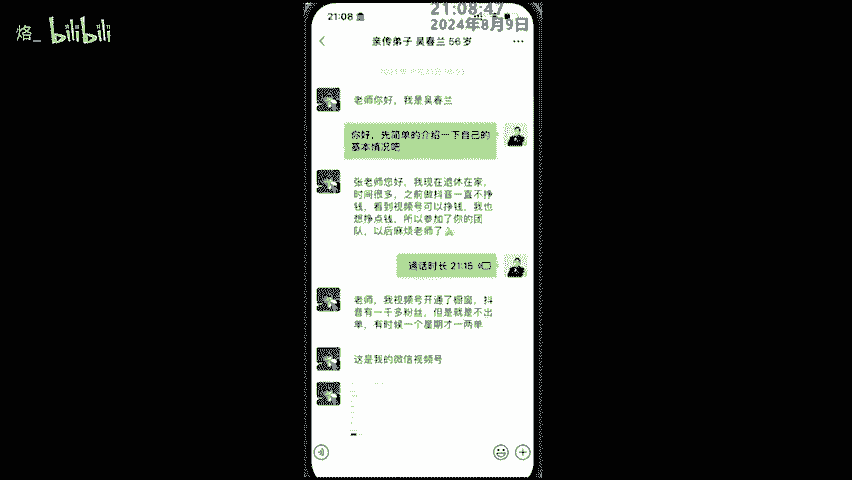 烙_ bilibili
21:08:47
2024年8月9日
21:08
亲传弟子 吴春兰 56岁
老师你好，我是吴春兰
你好，先简单的介绍一下自己的
基本情况吧
张老师您好，我现在退休在家，
时间很多，之前做抖音一直不挣
钱，看到视频号可以挣钱，我也
想挣点钱，所以参加了你的团
队，以后麻烦老师了
通话时长 21:15
老师，我视频号开通了橱窗，抖
音有一千多粉丝，但是就是不出
单，有时候一个星期才一两单
这是我的微信视频号